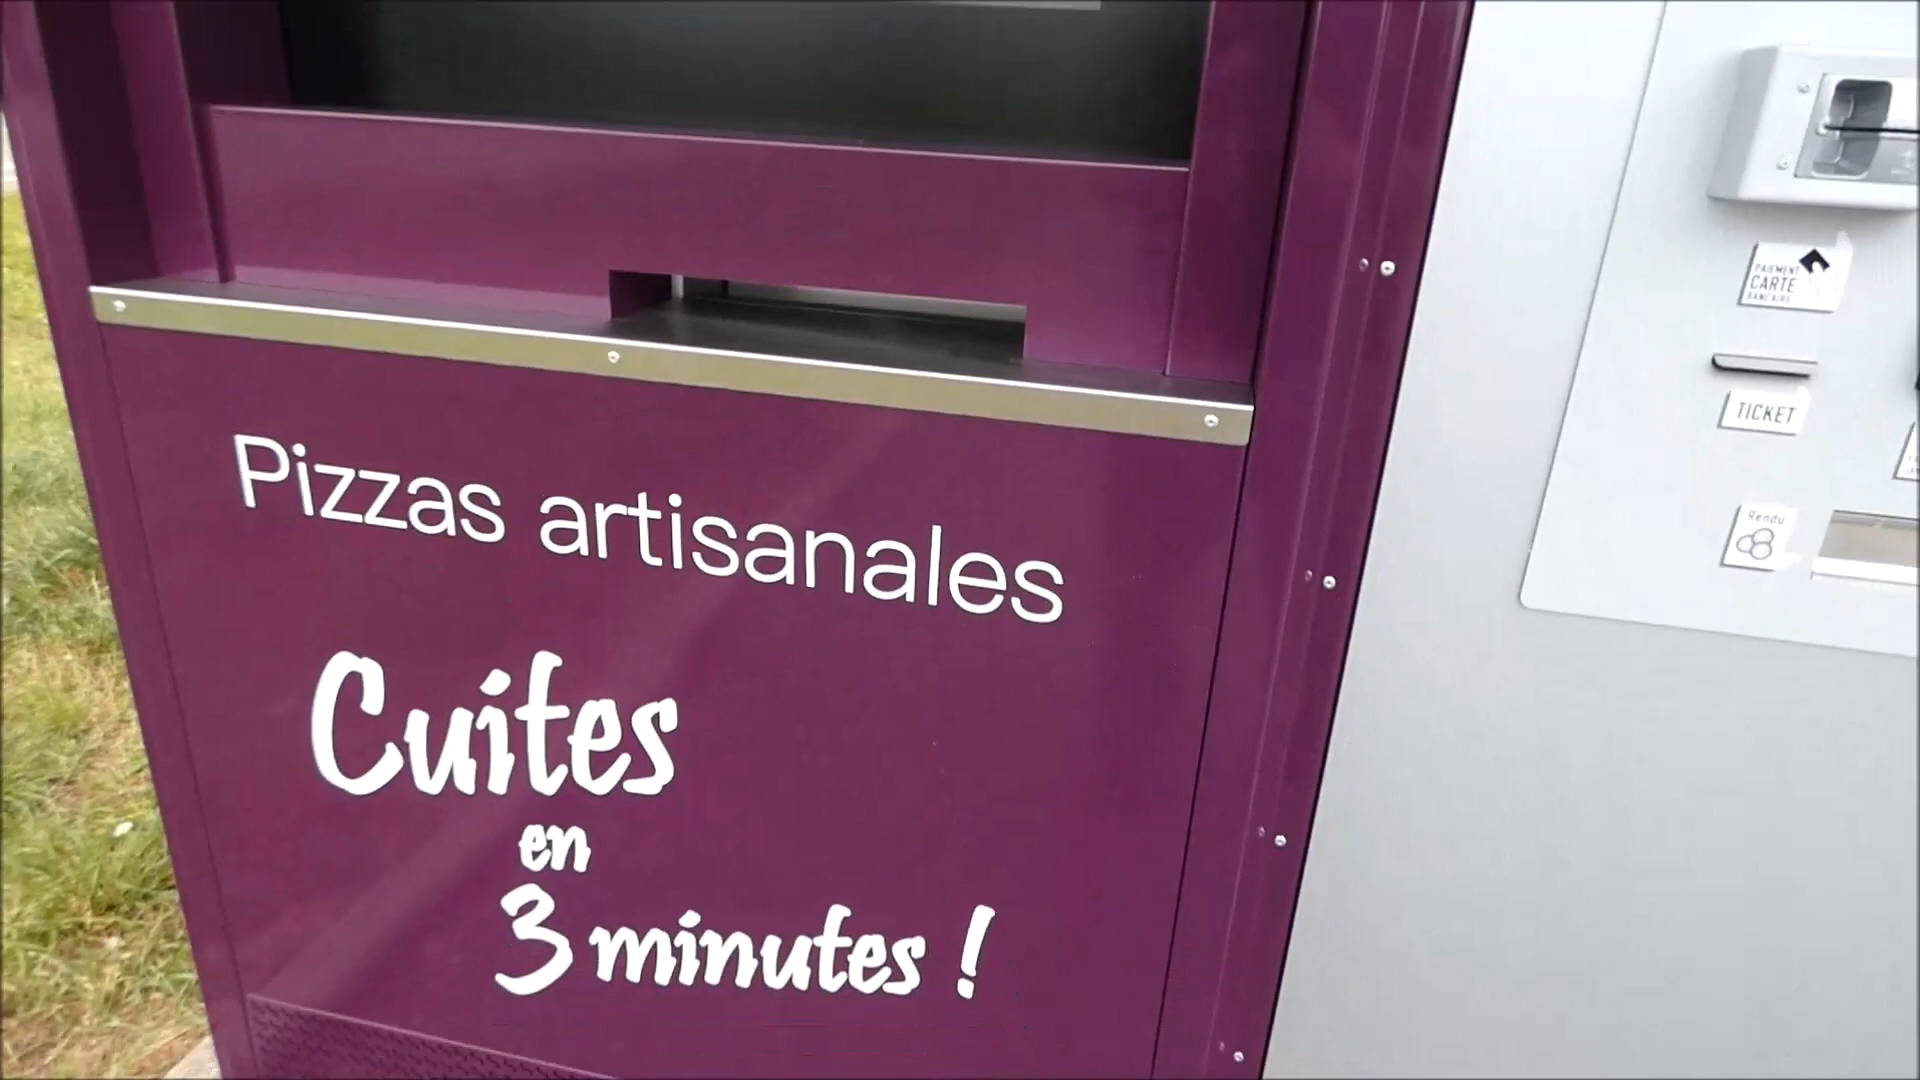 Pizzas artisanales
Cuites
en
3 minutes !
PAIEMENT
CARTE
BANCAIRE
TICKET
Rendu